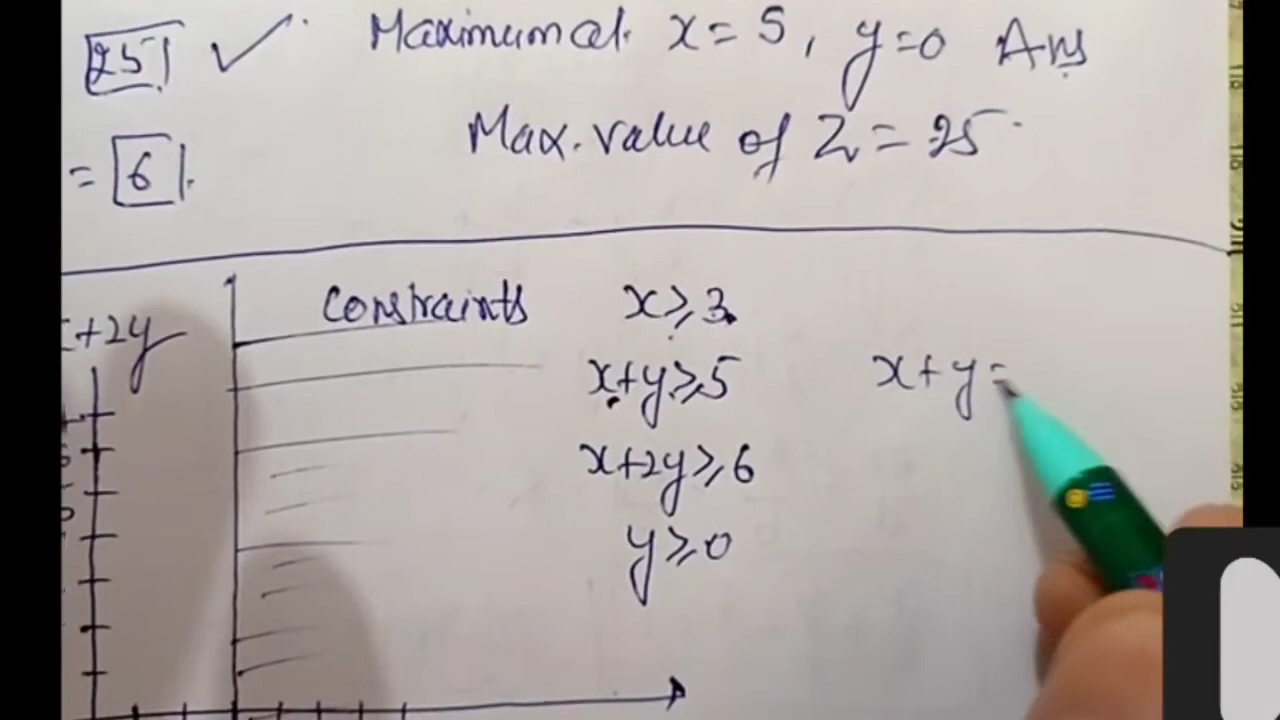 25 Maximum at x = 5, y = 0 Ans
= 6 Max. value of Z = 25
+2y Constraints x ≥ 3
x+y ≥ 5 x + y =
x+2y ≥ 6
y ≥ 0